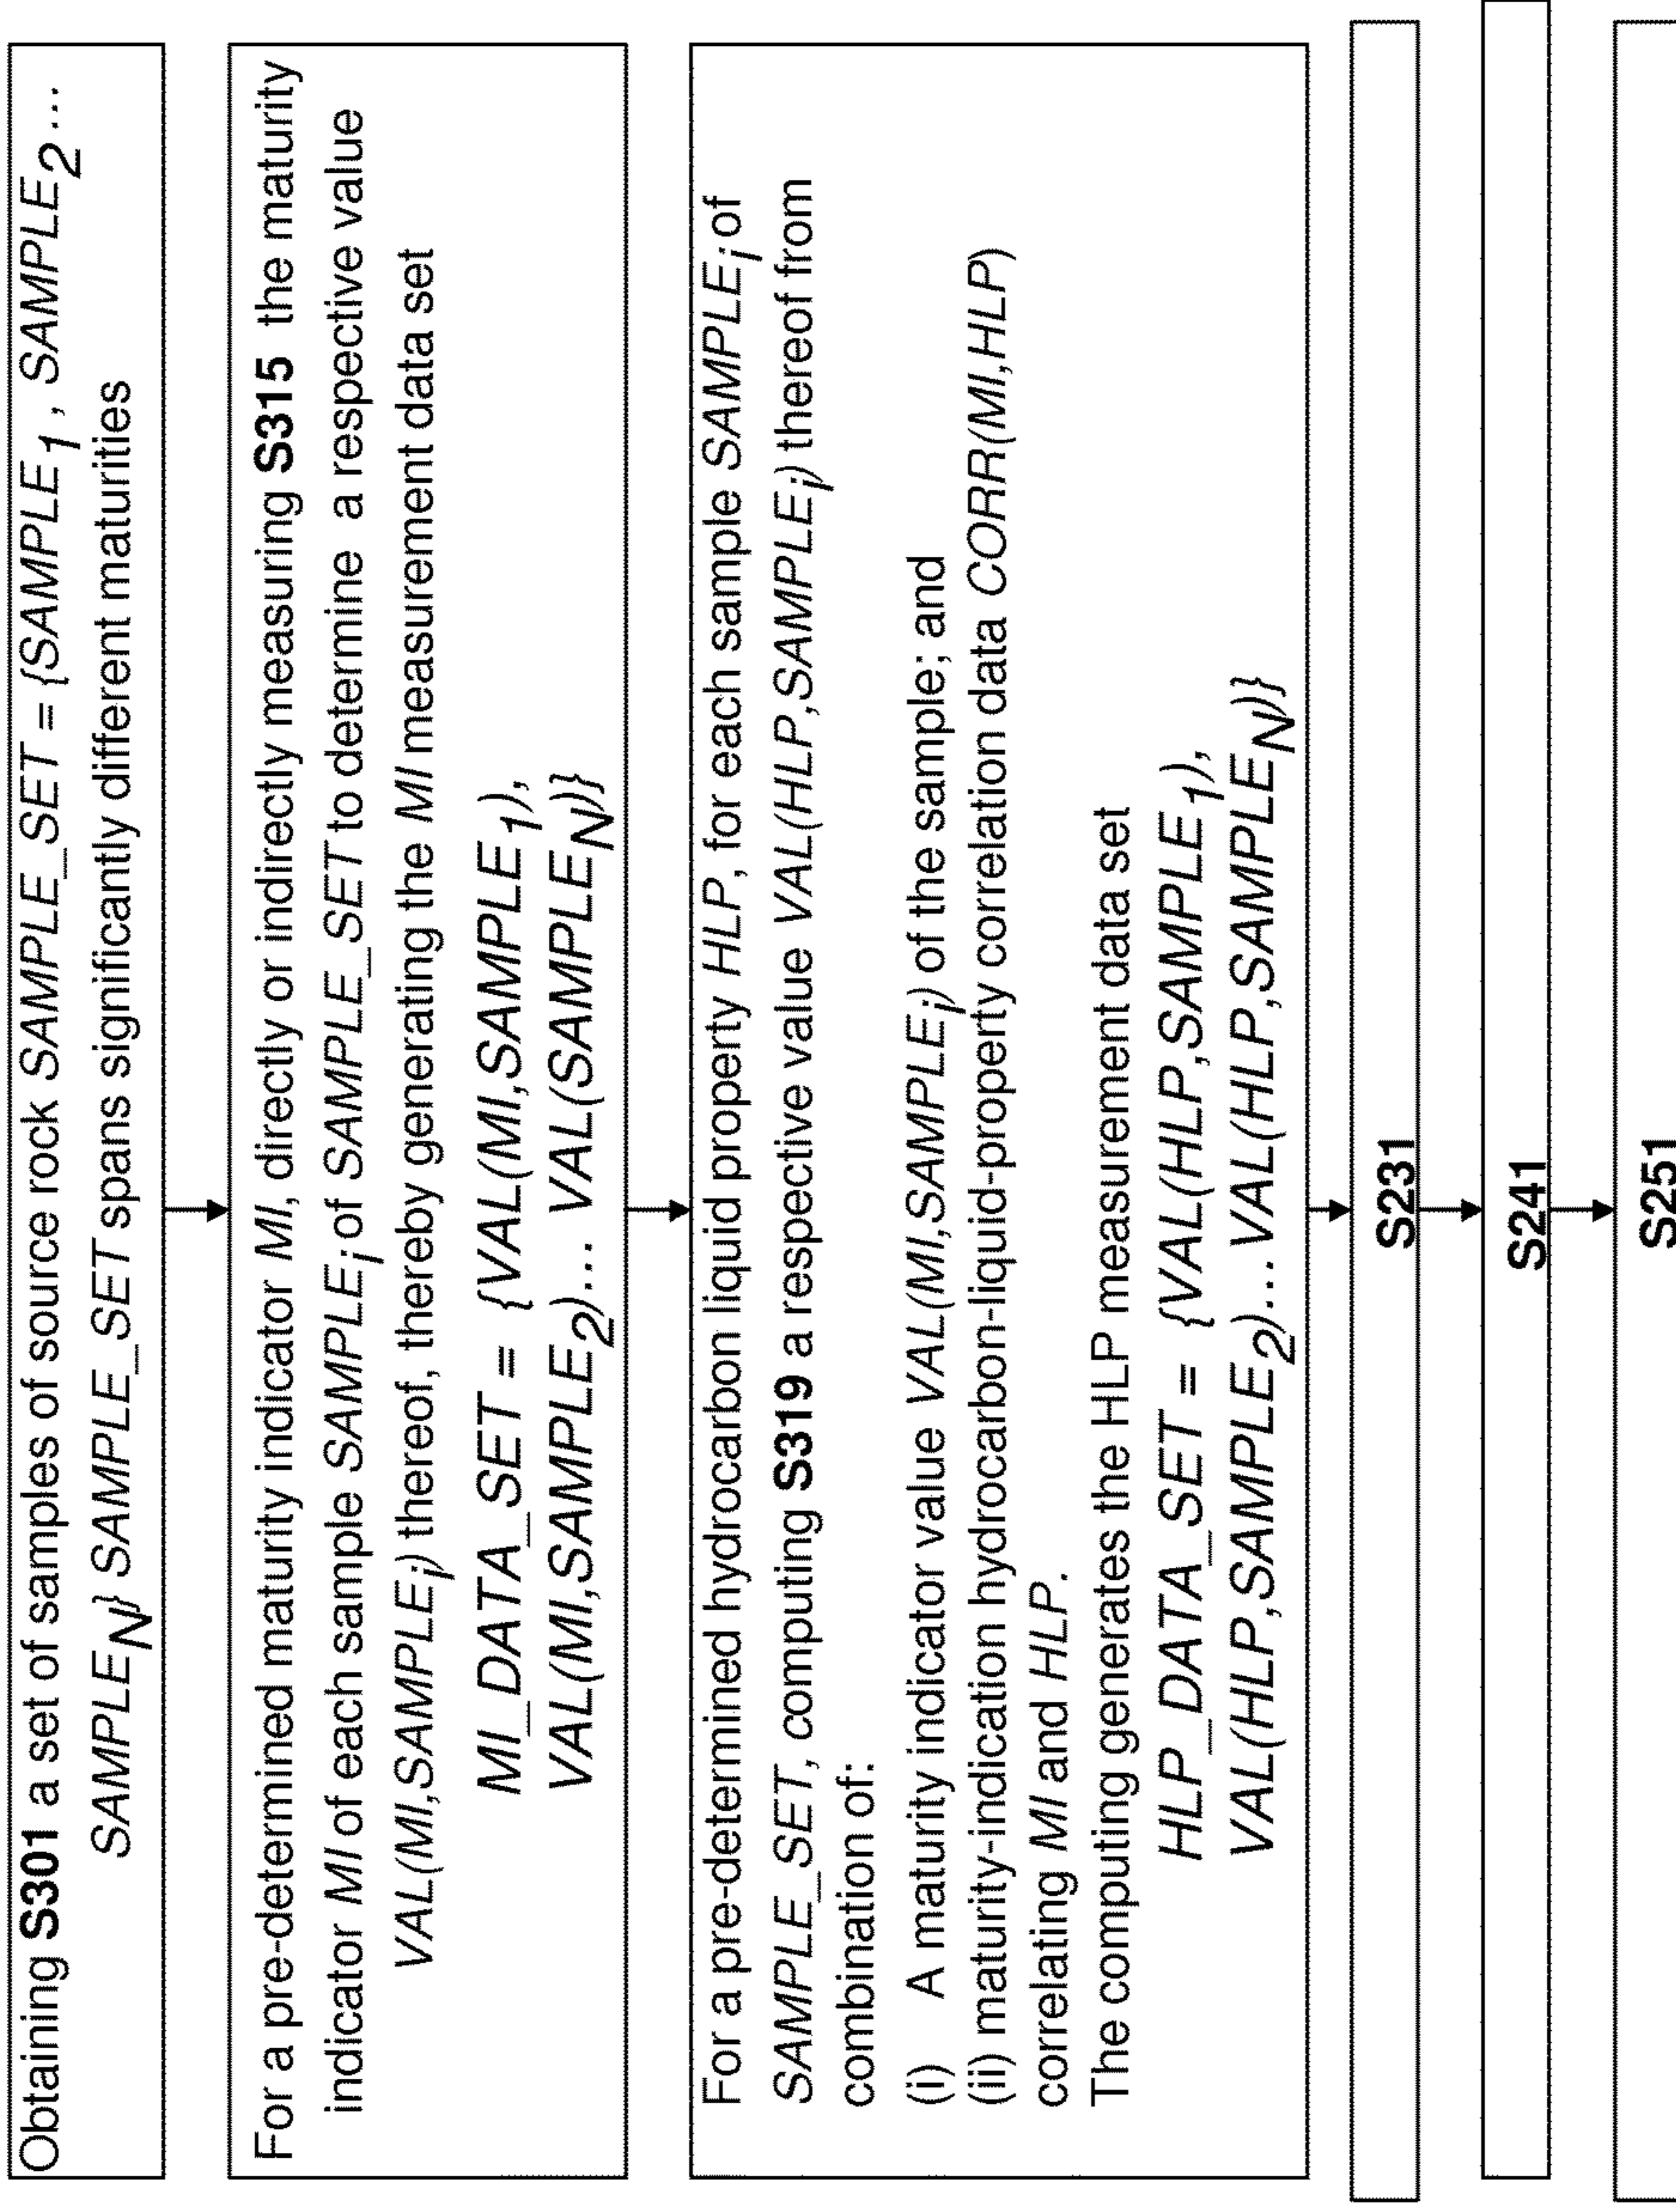 Obtaining S301 a set of samples of source rock SAMPLE_SET = {SAMPLE1, SAMPLE2...
SAMPLEN} SAMPLE_SET spans significantly different maturities
For a pre-determined maturity indicator MI, directly or indirectly measuring S315 the maturity
indicator MI of each sample SAMPLEi of SAMPLE_SET to determine a respective value
VAL(MI,SAMPLEi) thereof, thereby generating the MI measurement data set
MI_DATA_SET = {VAL(MI,SAMPLE1),
VAL(MI,SAMPLE2)... VAL(SAMPLEN)}
For a pre-determined hydrocarbon liquid property HLP, for each sample SAMPLEi of
SAMPLE_SET, computing S319 a respective value VAL(HLP,SAMPLEi) thereof from
combination of:
(i) A maturity indicator value VAL(MI,SAMPLEi) of the sample; and
(ii) maturity-indication hydrocarbon-liquid-property correlation data CORR(MI,HLP)
correlating MI and HLP.
The computing generates the HLP measurement data set
HLP_DATA_SET = {VAL(HLP,SAMPLE1),
VAL(HLP,SAMPLE2)... VAL(HLP,SAMPLEN)}
S231
S241
S251